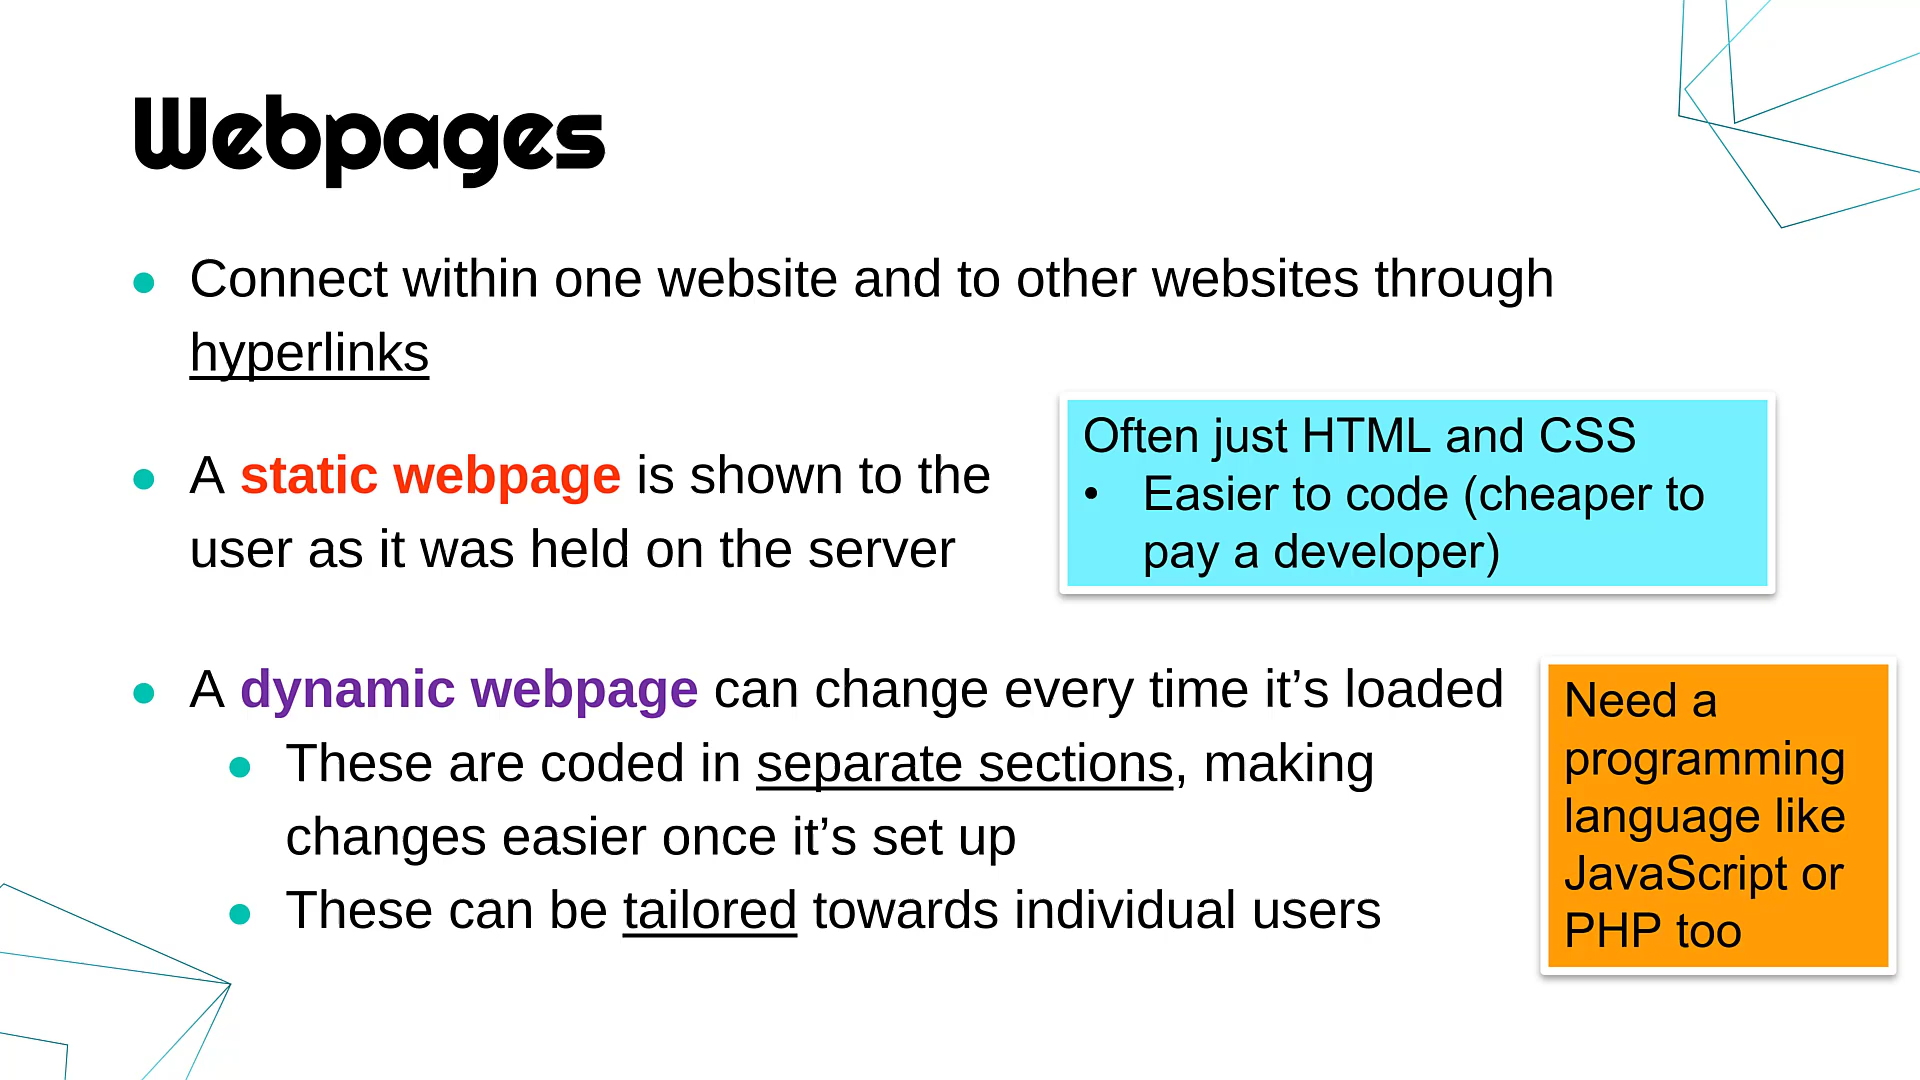 Webpages
Connect within one website and to other websites through
hyperlinks
A static webpage is shown to the
user as it was held on the server
Often just HTML and CSS
• Easier to code (cheaper to
pay a developer)
A dynamic webpage can change every time it’s loaded
These are coded in separate sections, making
changes easier once it’s set up
These can be tailored towards individual users
Need a
programming
language like
JavaScript or
PHP too